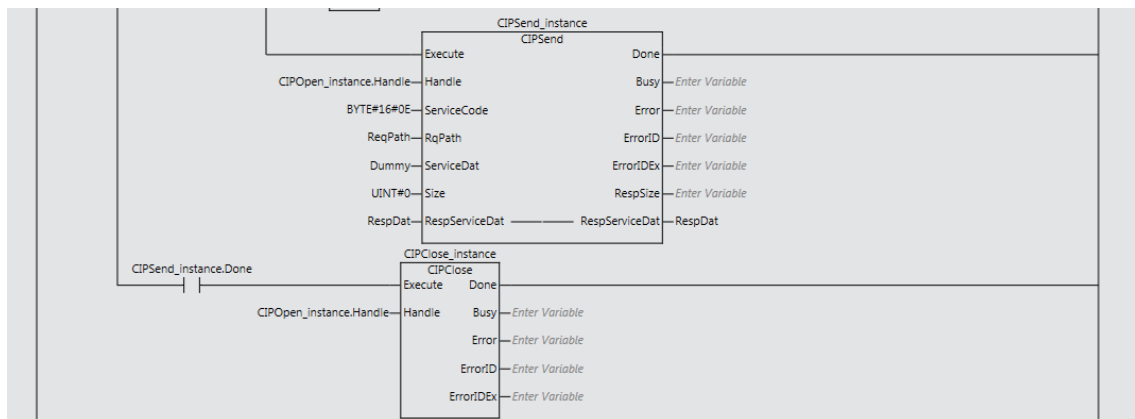 CIPSend_instance
CIPSend
Execute Done
CIPOpen_instance.Handle Handle Busy Enter Variable
BYTE#16#0E ServiceCode Error Enter Variable
ReqPath RqPath ErrorID Enter Variable
Dummy ServiceDat ErrorIDEx Enter Variable
UINT#0 Size RespSize Enter Variable
RespDat RespServiceDat RespServiceDat RespDat
CIPClose_instance
CIPSend_instance.Done CIPClose
Execute Done
CIPOpen_instance.Handle Handle Busy Enter Variable
Error Enter Variable
ErrorID Enter Variable
ErrorIDEx Enter Variable